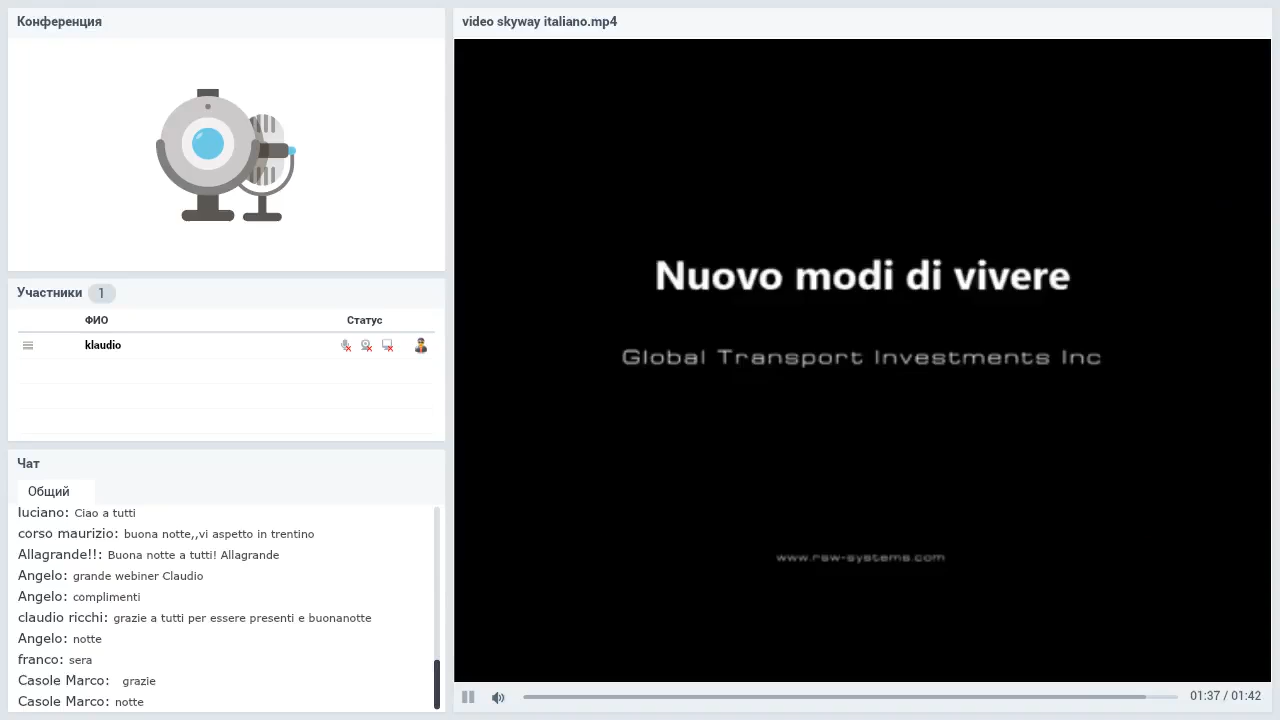 Конференция
Участники 1
ФИО Статус
klaudio
Чат
Общий
luciano: Ciao a tutti
corso maurizio: buona notte,,vi aspetto in trentino
Allagrande!!: Buona notte a tutti! Allagrande
Angelo: grande webiner Claudio
Angelo: complimenti
claudio ricchi: grazie a tutti per essere presenti e buonanotte
Angelo: notte
franco: sera
Casole Marco: grazie
Casole Marco: notte
video skyway italiano.mp4
Nuovo modi di vivere
Global Transport Investments Inc
www.rsw-systems.com
01:37 / 01:42